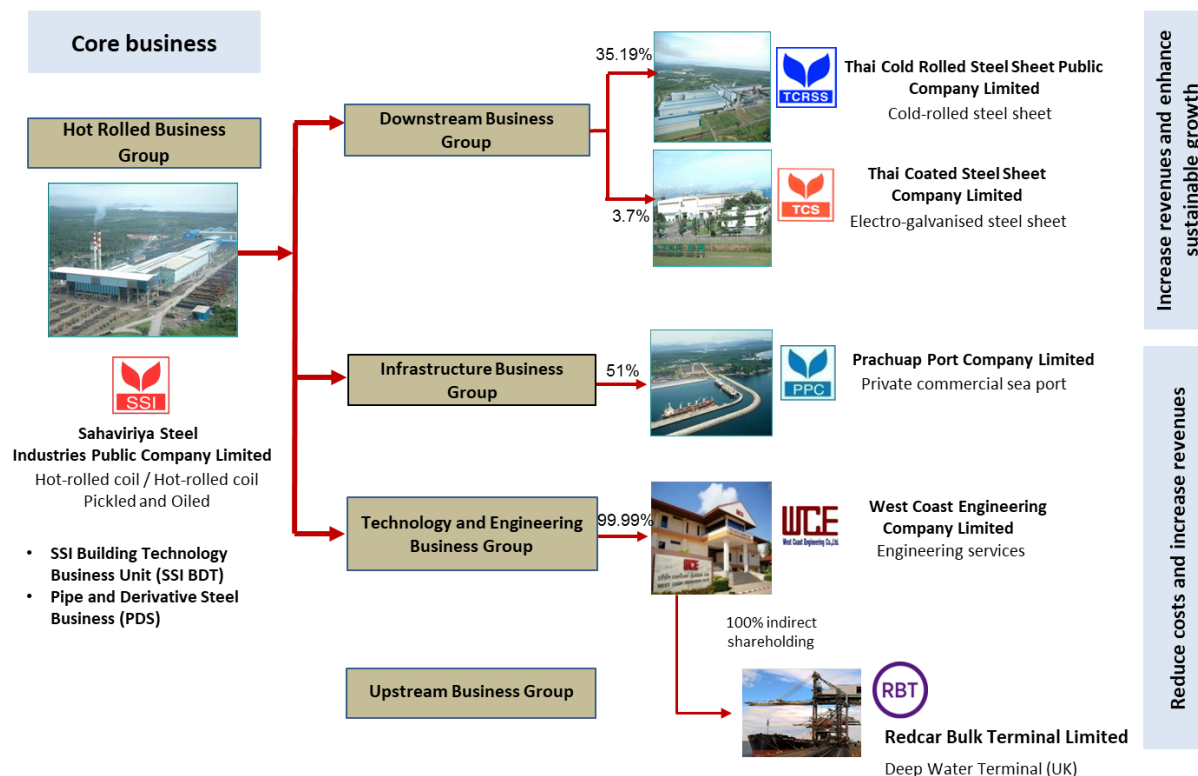 Core business
Hot Rolled Business
Group
SSI
Sahaviriya Steel
Industries Public Company Limited
Hot-rolled coil / Hot-rolled coil
Pickled and Oiled
• SSI Building Technology
Business Unit (SSI BDT)
• Pipe and Derivative Steel
Business (PDS)
Downstream Business
Group
35.19%
TCRSS
Thai Cold Rolled Steel Sheet Public
Company Limited
Cold-rolled steel sheet
3.7%
TCS
Thai Coated Steel Sheet
Company Limited
Electro-galvanised steel sheet
Infrastructure Business
Group
51%
PPC
Prachuap Port Company Limited
Private commercial sea port
Technology and Engineering
Business Group
99.99%
WCE
West Coast Engineering Co.,Ltd.
West Coast Engineering
Company Limited
Engineering services
100% indirect
shareholding
Upstream Business Group
RBT
Redcar Bulk Terminal Limited
Deep Water Terminal (UK)
Increase revenues and enhance
sustainable growth
Reduce costs and increase revenues